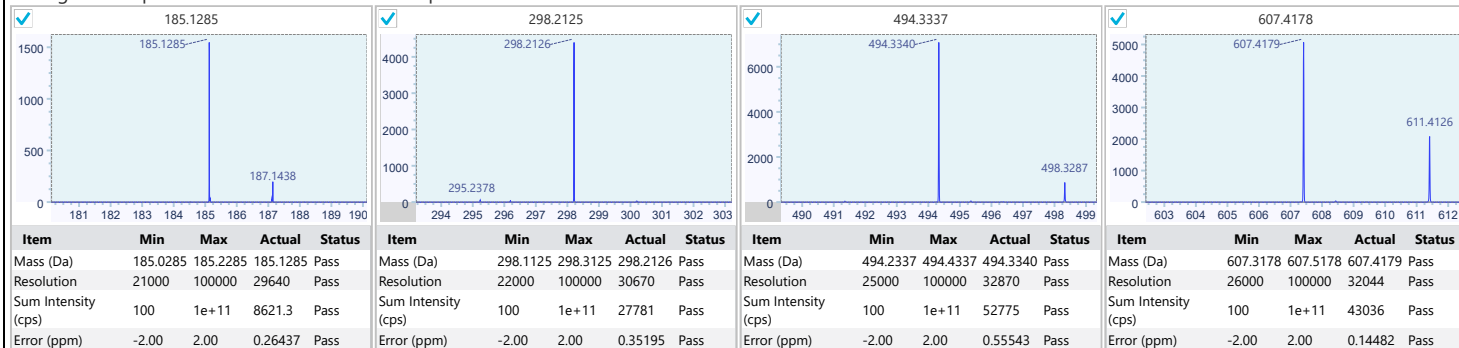 185.1285
1500
1000
500
0
185.1285
187.1438
181 182 183 184 185 186 187 188 189 190
Item Min Max Actual Status
Mass (Da) 185.0285 185.2285 185.1285 Pass
Resolution 21000 100000 29640 Pass
Sum Intensity (cps) 100 1e+11 8621.3 Pass
Error (ppm) -2.00 2.00 0.26437 Pass
298.2125
4000
3000
2000
1000
0
298.2126
295.2378
294 295 296 297 298 299 300 301 302 303
Item Min Max Actual Status
Mass (Da) 298.1125 298.3125 298.2126 Pass
Resolution 22000 100000 30670 Pass
Sum Intensity (cps) 100 1e+11 27781 Pass
Error (ppm) -2.00 2.00 0.35195 Pass
494.3337
6000
4000
2000
0
494.3340
498.3287
490 491 492 493 494 495 496 497 498 499
Item Min Max Actual Status
Mass (Da) 494.2337 494.4337 494.3340 Pass
Resolution 25000 100000 32870 Pass
Sum Intensity (cps) 100 1e+11 52775 Pass
Error (ppm) -2.00 2.00 0.55543 Pass
607.4178
5000
4000
3000
2000
1000
0
607.4179
611.4126
603 604 605 606 607 608 609 610 611 612
Item Min Max Actual Status
Mass (Da) 607.3178 607.5178 607.4179 Pass
Resolution 26000 100000 32044 Pass
Sum Intensity (cps) 100 1e+11 43036 Pass
Error (ppm) -2.00 2.00 0.14482 Pass